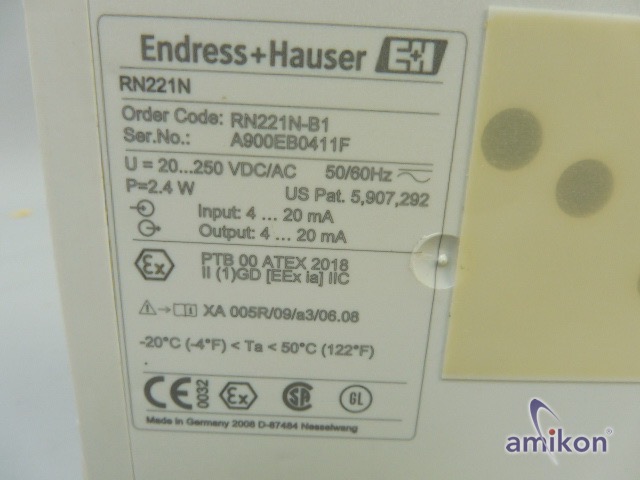 Endress+Hauser E+H
RN221N
Order Code: RN221N-B1
Ser.No.: A900EB0411F
U = 20...250 VDC/AC 50/60Hz
P=2.4 W US Pat. 5,907,292
Input: 4 ... 20 mA
Output: 4 ... 20 mA
Ex PTB 00 ATEX 2018
II (1)GD [EEx ia] IIC
XA 005R/09/a3/06.08
-20°C (-4°F) < Ta < 50°C (122°F)
CE 0032 Ex SA GL
Made in Germany 2008 D-87484 Nesselwang
amikon